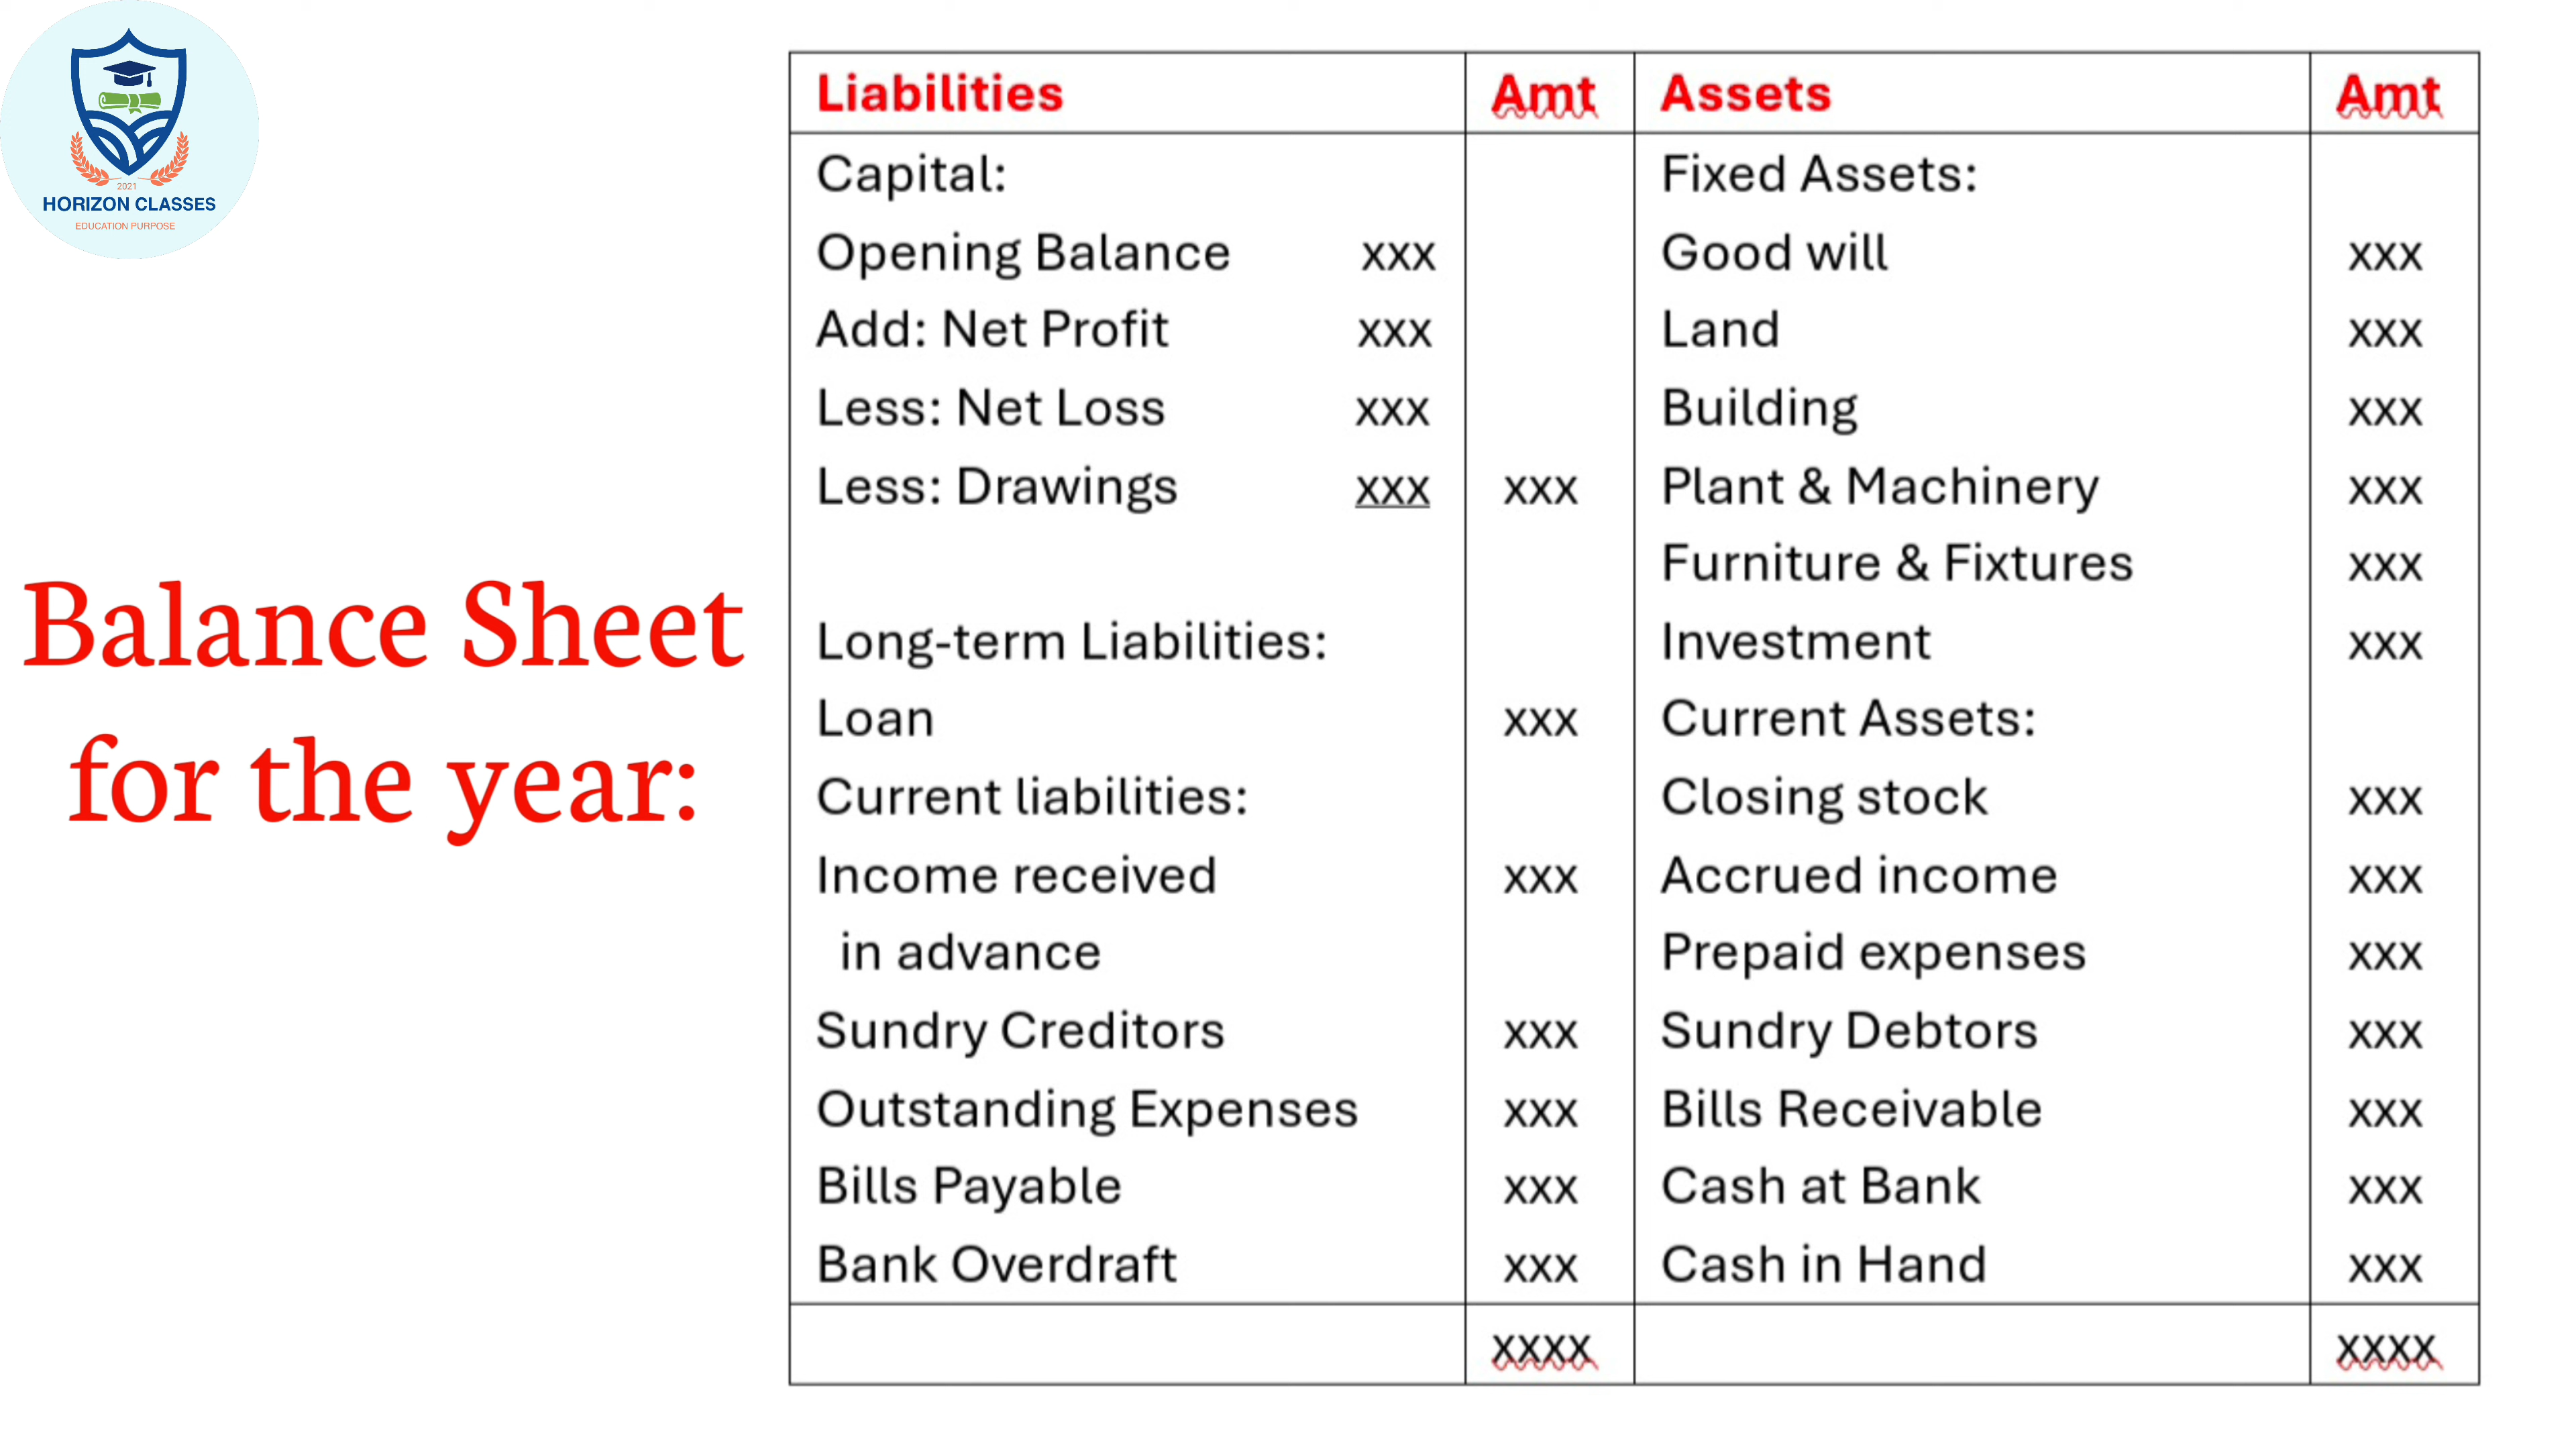 2021
HORIZON CLASSES
EDUCATION PURPOSE
Balance Sheet
for the year:
Liabilities Amt Assets Amt
Capital: Fixed Assets:
Opening Balance xxx Good will xxx
Add: Net Profit xxx Land xxx
Less: Net Loss xxx Building xxx
Less: Drawings xxx xxx Plant & Machinery xxx
Furniture & Fixtures xxx
Long-term Liabilities: Investment xxx
Loan xxx Current Assets:
Current liabilities: Closing stock xxx
Income received xxx Accrued income xxx
in advance Prepaid expenses xxx
Sundry Creditors xxx Sundry Debtors xxx
Outstanding Expenses xxx Bills Receivable xxx
Bills Payable xxx Cash at Bank xxx
Bank Overdraft xxx Cash in Hand xxx
xxxx xxxx